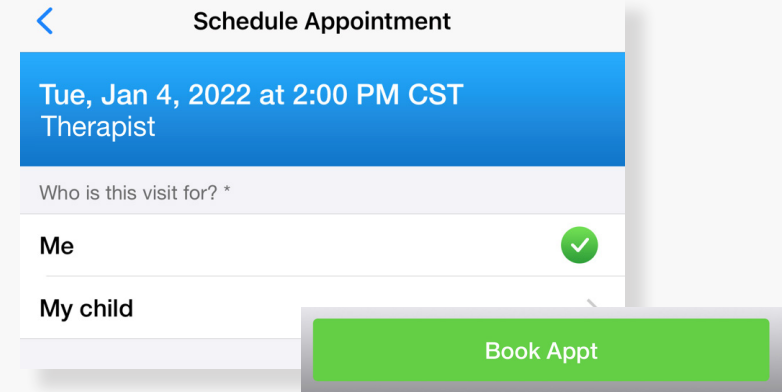 Schedule Appointment
Tue, Jan 4, 2022 at 2:00 PM CST
Therapist
Who is this visit for? *
Me
My child
Book Appt